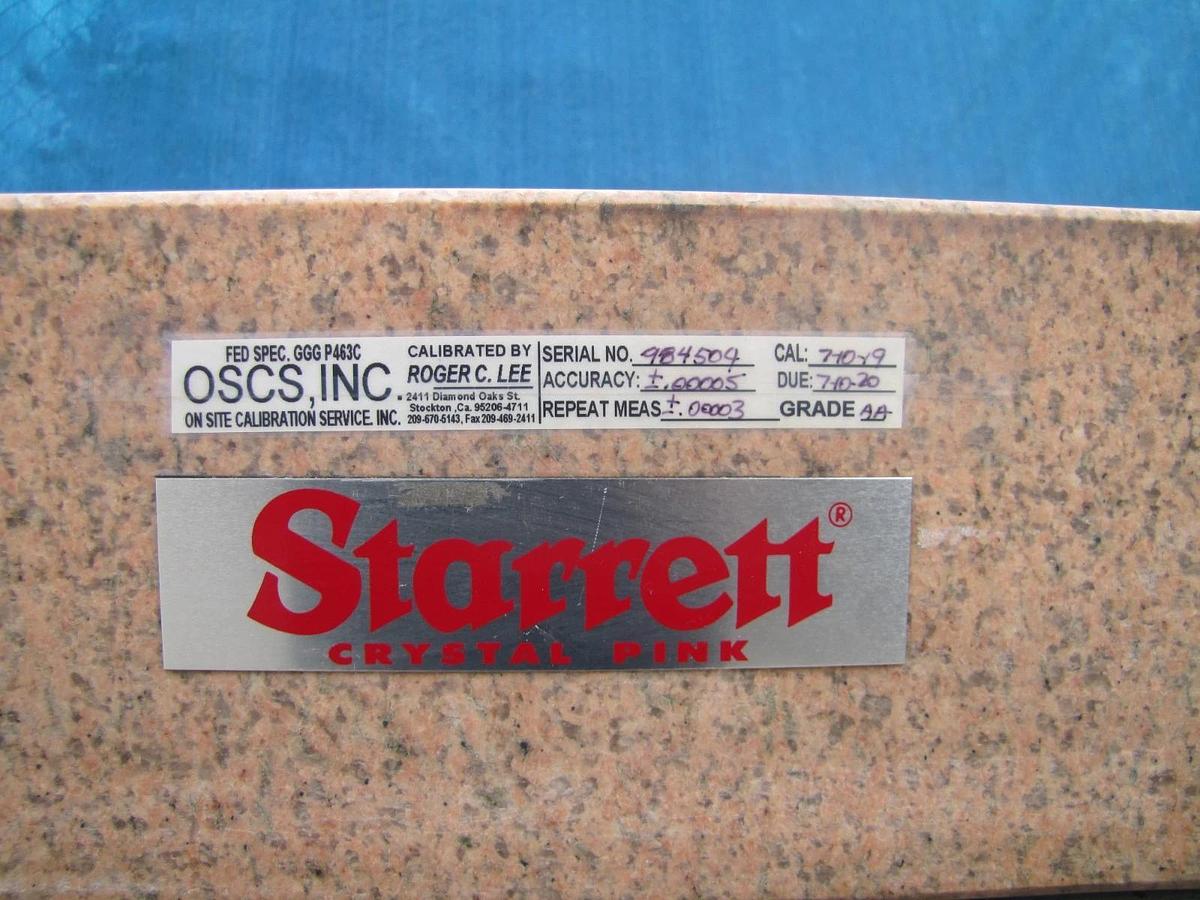 FED SPEC. GGG P463C
OSCS, INC.
ON SITE CALIBRATION SERVICE. INC.
CALIBRATED BY
ROGER C. LEE
2411 Diamond Oaks St.
Stockton ,Ca. 95206-4711
209-670-5143, Fax 209-469-2411
SERIAL NO. 984504
ACCURACY: ±.00005
REPEAT MEAS ±.00003
CAL: 7-10-19
DUE: 7-10-20
GRADE AA
Starrett®
CRYSTAL PINK